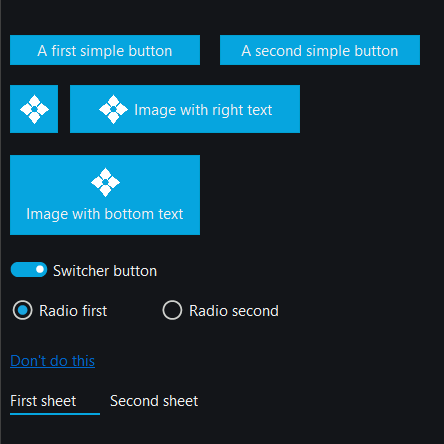 A first simple button
A second simple button
Image with right text
Image with bottom text
Switcher button
Radio first
Radio second
Don't do this
First sheet
Second sheet